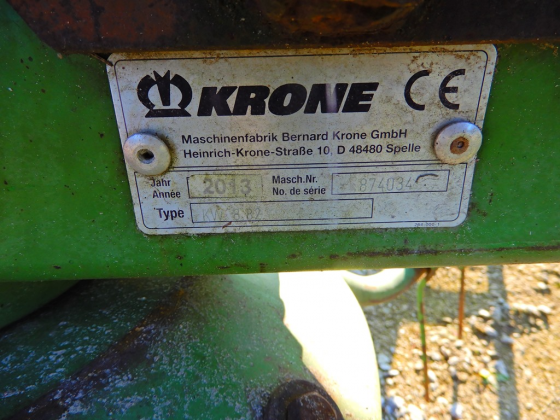 KRONE CE
Maschinenfabrik Bernard Krone GmbH
Heinrich-Krone-Straße 10, D 48480 Spelle
Jahr 2013 Masch.Nr. 874034
Année No. de série
Type